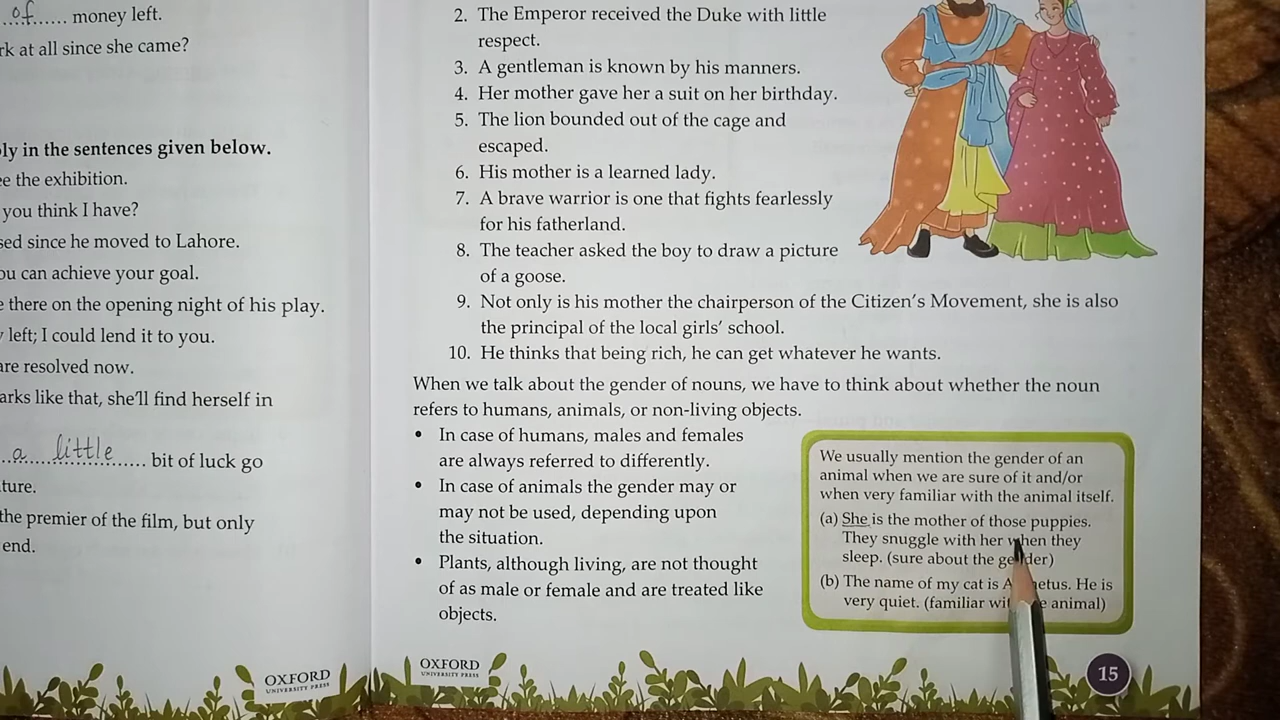 of money left.
rk at all since she came?
ly in the sentences given below.
e the exhibition.
you think I have?
sed since he moved to Lahore.
ou can achieve your goal.
e there on the opening night of his play.
left; I could lend it to you.
are resolved now.
arks like that, she'll find herself in
a little bit of luck go
ture.
the premier of the film, but only
end.
OXFORD
UNIVERSITY PRESS
2. The Emperor received the Duke with little
respect.
3. A gentleman is known by his manners.
4. Her mother gave her a suit on her birthday.
5. The lion bounded out of the cage and
escaped.
6. His mother is a learned lady.
7. A brave warrior is one that fights fearlessly
for his fatherland.
8. The teacher asked the boy to draw a picture
of a goose.
9. Not only is his mother the chairperson of the Citizen's Movement, she is also
the principal of the local girls' school.
10. He thinks that being rich, he can get whatever he wants.
When we talk about the gender of nouns, we have to think about whether the noun
refers to humans, animals, or non-living objects.
• In case of humans, males and females
are always referred to differently.
• In case of animals the gender may or
may not be used, depending upon
the situation.
• Plants, although living, are not thought
of as male or female and are treated like
objects.
We usually mention the gender of an
animal when we are sure of it and/or
when very familiar with the animal itself.
(a) She is the mother of those puppies.
They snuggle with her when they
sleep. (sure about the gender)
(b) The name of my cat is He is
very quiet. (familiar animal)
OXFORD
UNIVERSITY PRESS
15